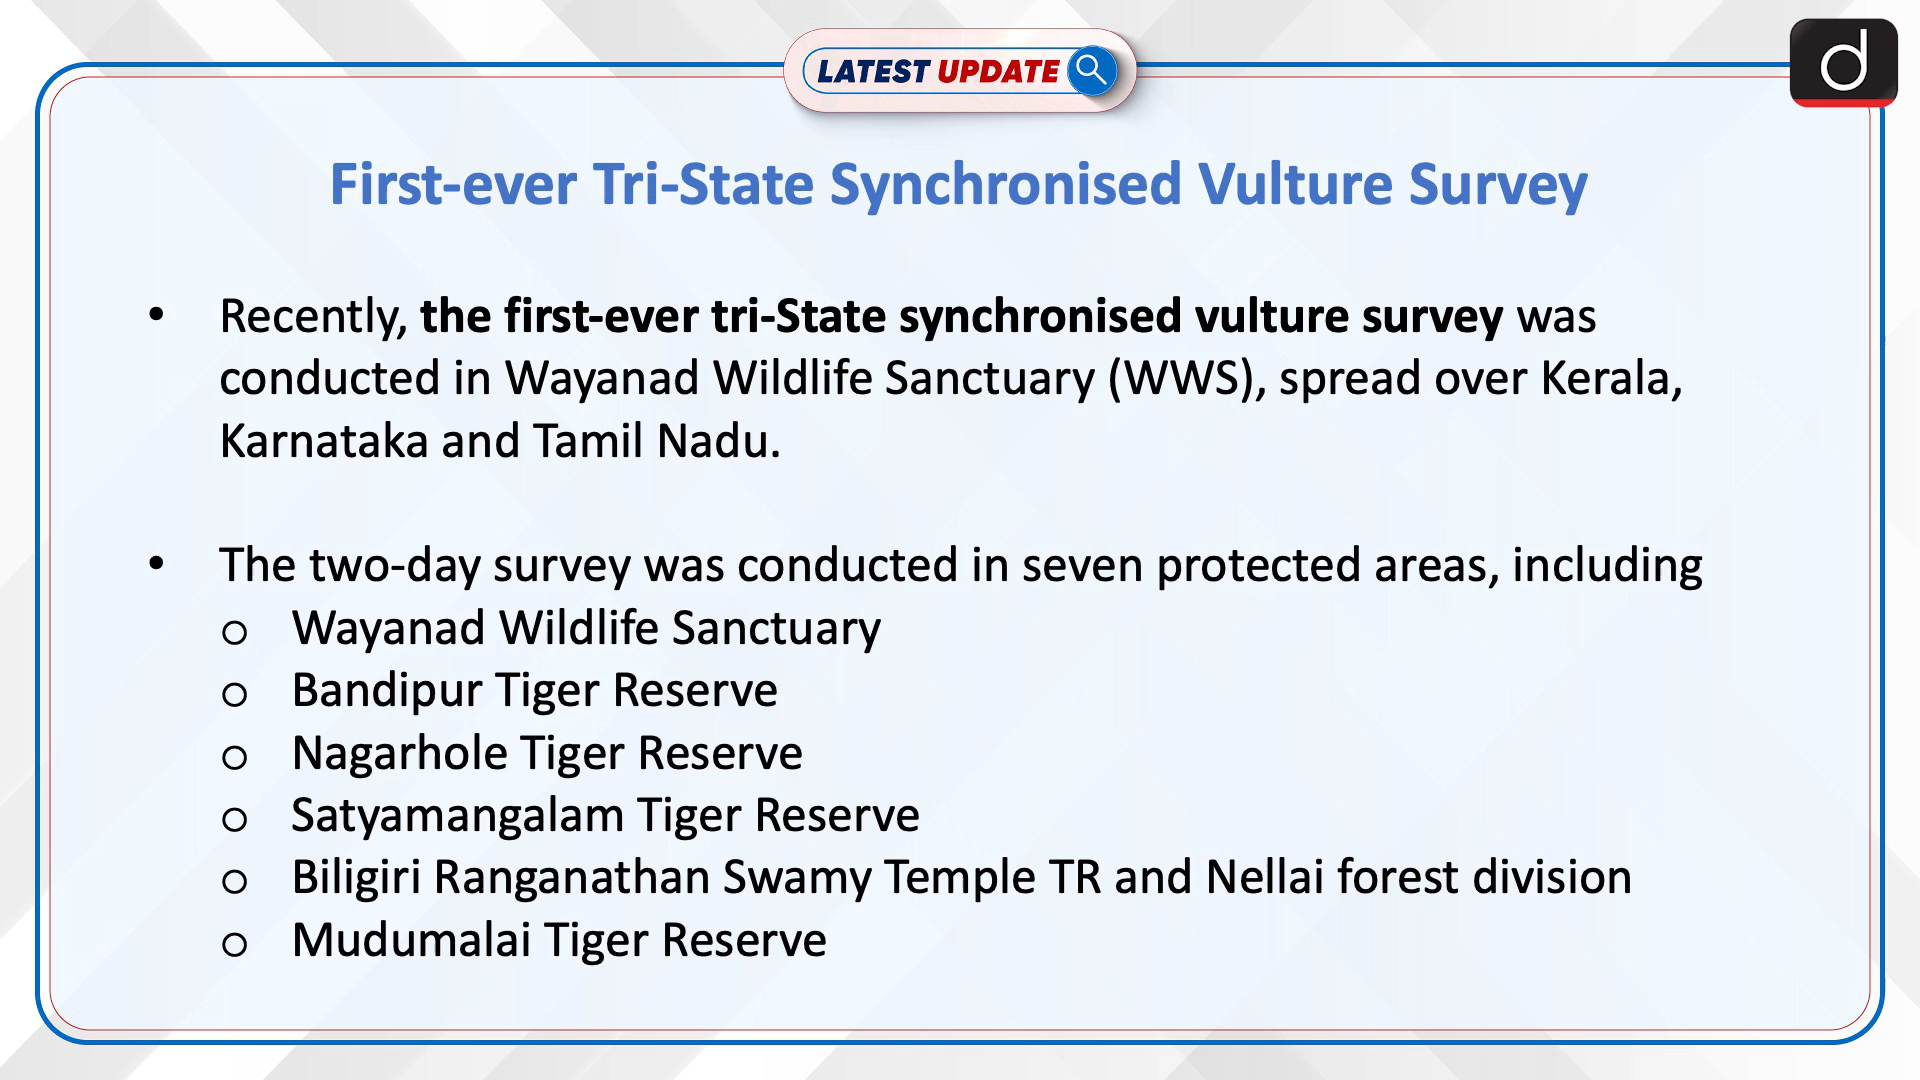 LATEST UPDATE
d
First-ever Tri-State Synchronised Vulture Survey
• Recently, the first-ever tri-State synchronised vulture survey was
conducted in Wayanad Wildlife Sanctuary (WWS), spread over Kerala,
Karnataka and Tamil Nadu.
• The two-day survey was conducted in seven protected areas, including
o Wayanad Wildlife Sanctuary
o Bandipur Tiger Reserve
o Nagarhole Tiger Reserve
o Satyamangalam Tiger Reserve
o Biligiri Ranganathan Swamy Temple TR and Nellai forest division
o Mudumalai Tiger Reserve